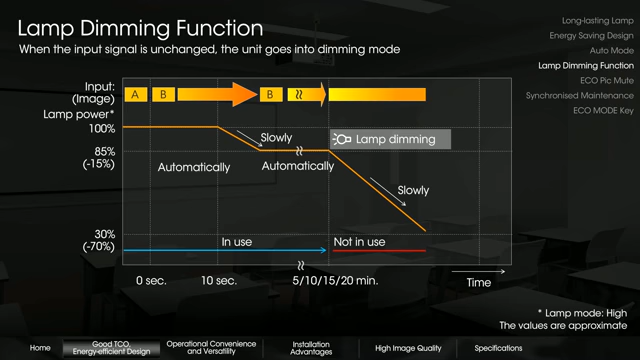 Lamp Dimming Function
When the input signal is unchanged, the unit goes into dimming mode
Long-lasting Lamp
Energy Saving Design
Auto Mode
Lamp Dimming Function
ECO Pic Mute
Synchronised Maintenance
ECO MODE Key
Input:
(Image)
A B B
Lamp power*
100%
Slowly
Lamp dimming
85%
(-15%)
Automatically
Automatically
Slowly
30%
(-70%)
In use
Not in use
0 sec.
10 sec.
5/10/15/20 min.
Time
* Lamp mode: High
The values are approximate
Home
Good TCO,
Energy-efficient Design
Operational Convenience
and Versatility
Installation
Advantages
High Image Quality
Specifications